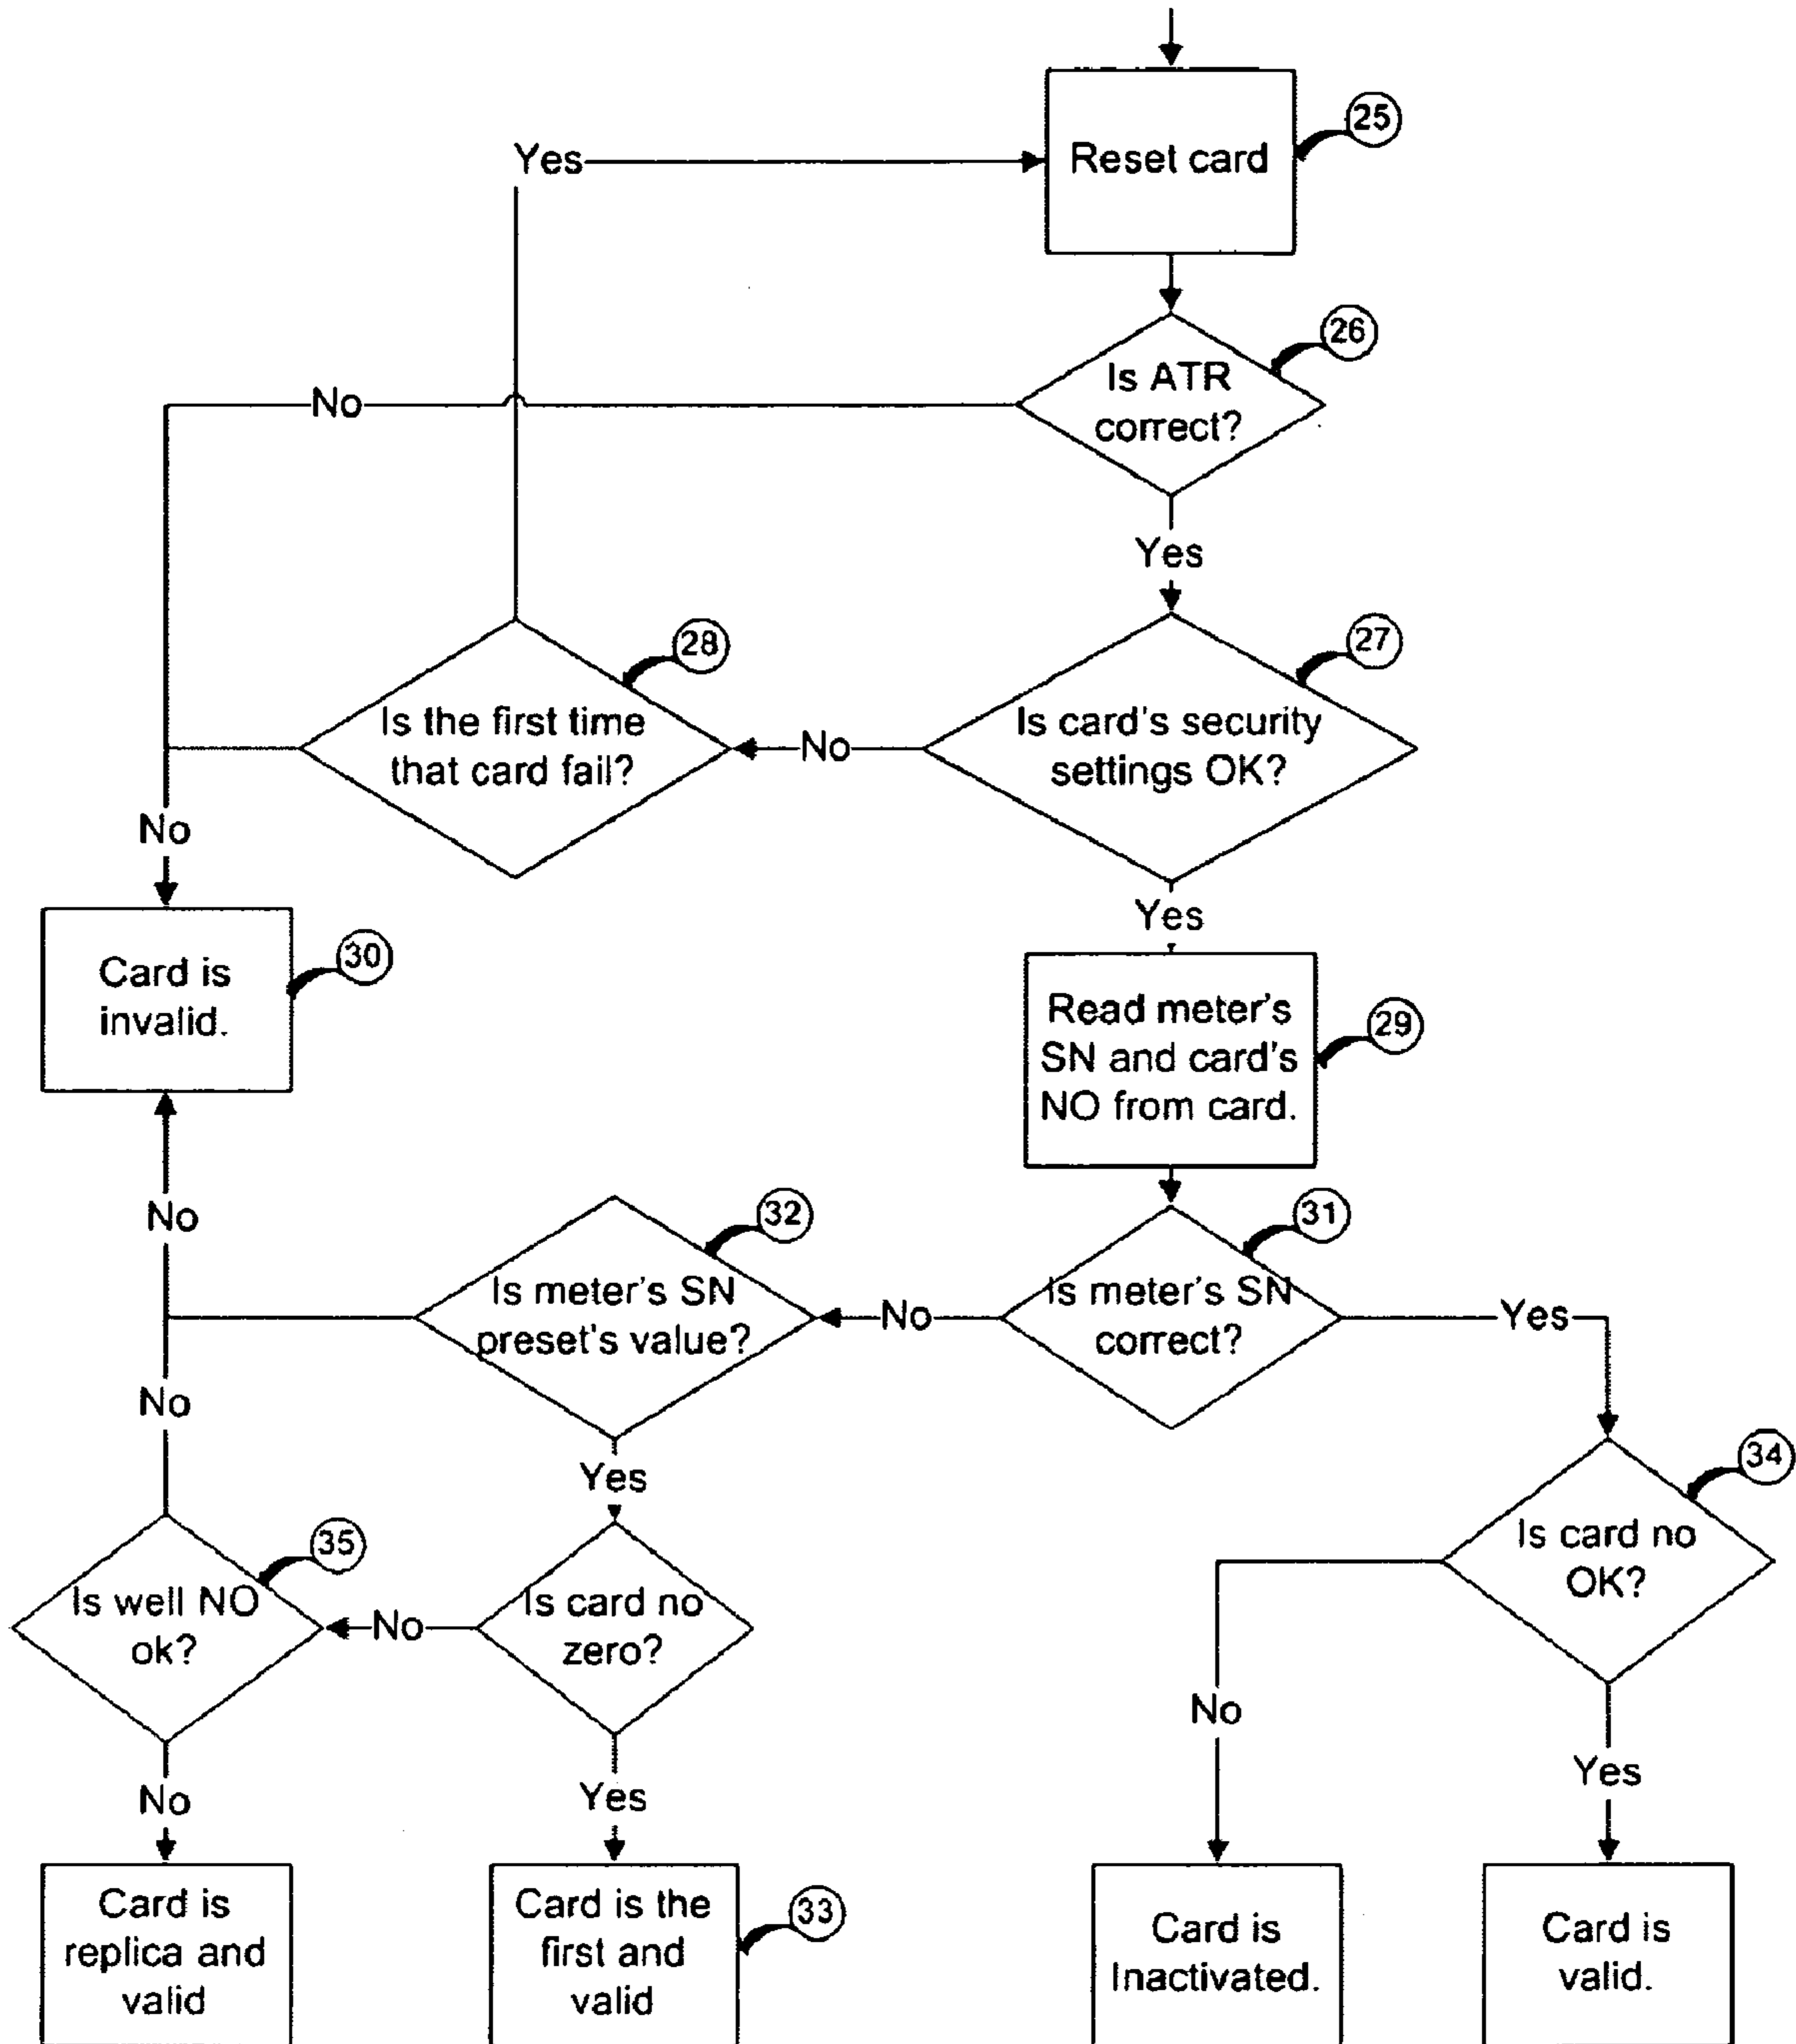 25
Yes
Reset card
26
Is ATR
correct?
No
Yes
28
27
Is the first time
that card fail?
No
Is card's security
settings OK?
No
Yes
30
Card is
invalid.
29
Read meter's
SN and card's
NO from card.
No
32
31
Is meter's SN
preset's value?
No
Is meter's SN
correct?
Yes
No
Yes
34
Is card no
OK?
35
Is well NO
ok?
No
Is card no
zero?
No
No
Yes
Yes
Card is
replica and
valid
33
Card is the
first and
valid
Card is
Inactivated.
Card is
valid.